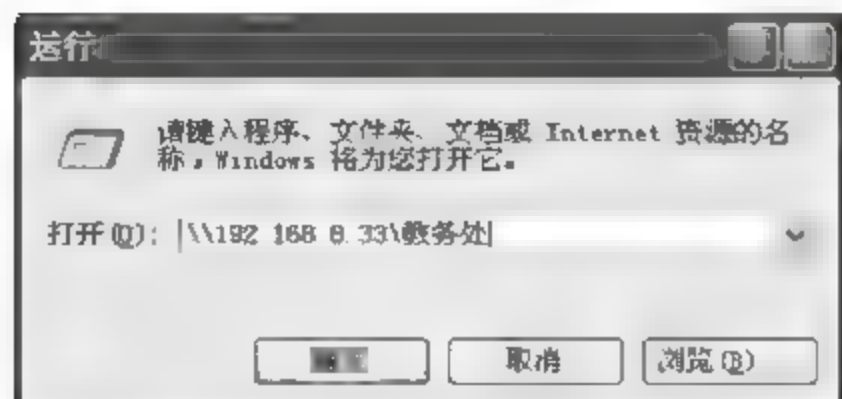 运行
请键入程序、文件夹、文档或 Internet 资源的名
称，Windows 将为您打开它。
打开(O): \\192.168.0.33\教务处
取消 浏览(B)